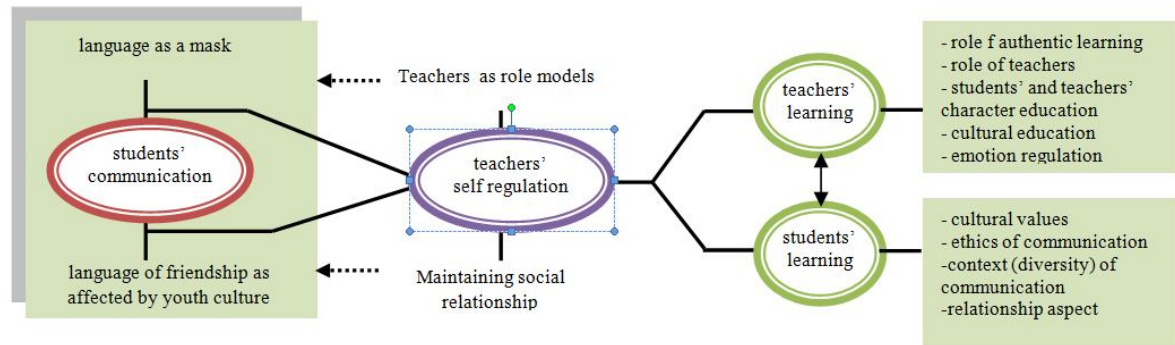 language as a mask
students’
communication
language of friendship as
affected by youth culture
Teachers as role models
teachers’
self regulation
Maintaining social
relationship
teachers’
learning
students’
learning
- role f authentic learning
- role of teachers
- students’ and teachers’
character education
- cultural education
- emotion regulation
- cultural values
- ethics of communication
-context (diversity) of
communication
-relationship aspect